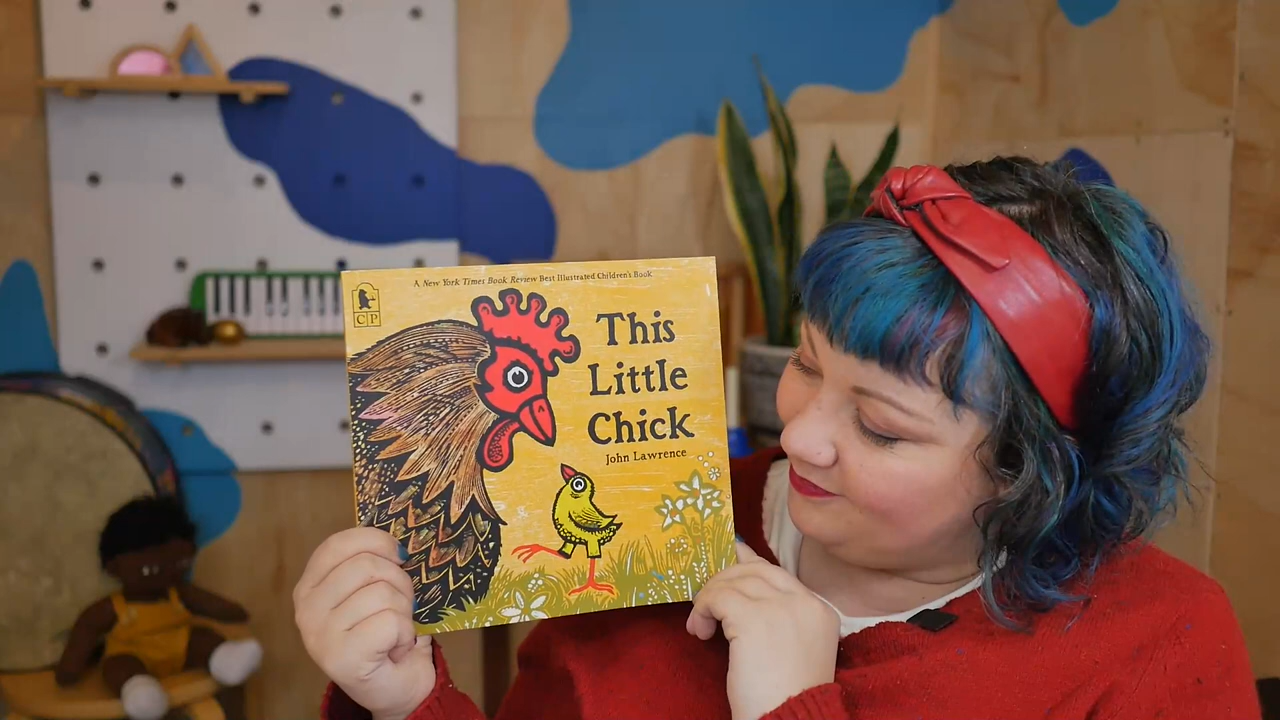 A New York Times Book Review Best Illustrated Children's Book
CP
This
Little
Chick
John Lawrence